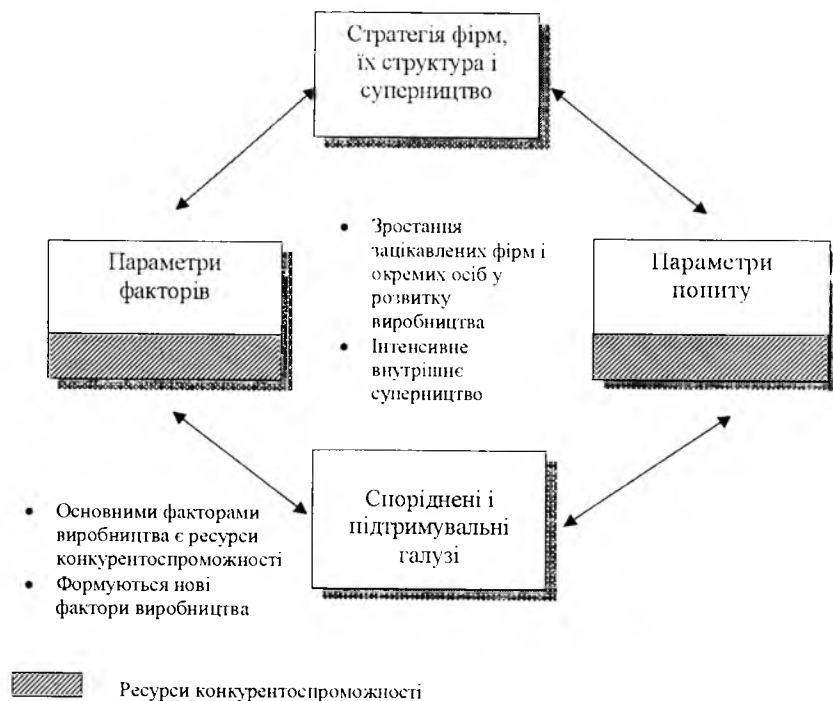 Стратегія фірм,
їх структура і
суперництво
Параметри
факторів
• Зростання
зацікавлених фірм і
окремих осіб у
розвитку
виробництва
• Інтенсивне
внутрішнє
суперництво
Параметри
попиту
Споріднені і
підтримувальні
галузі
• Основними факторами
виробництва є ресурси
конкурентоспроможності
• Формуються нові
фактори виробництва
Ресурси конкурентоспроможності